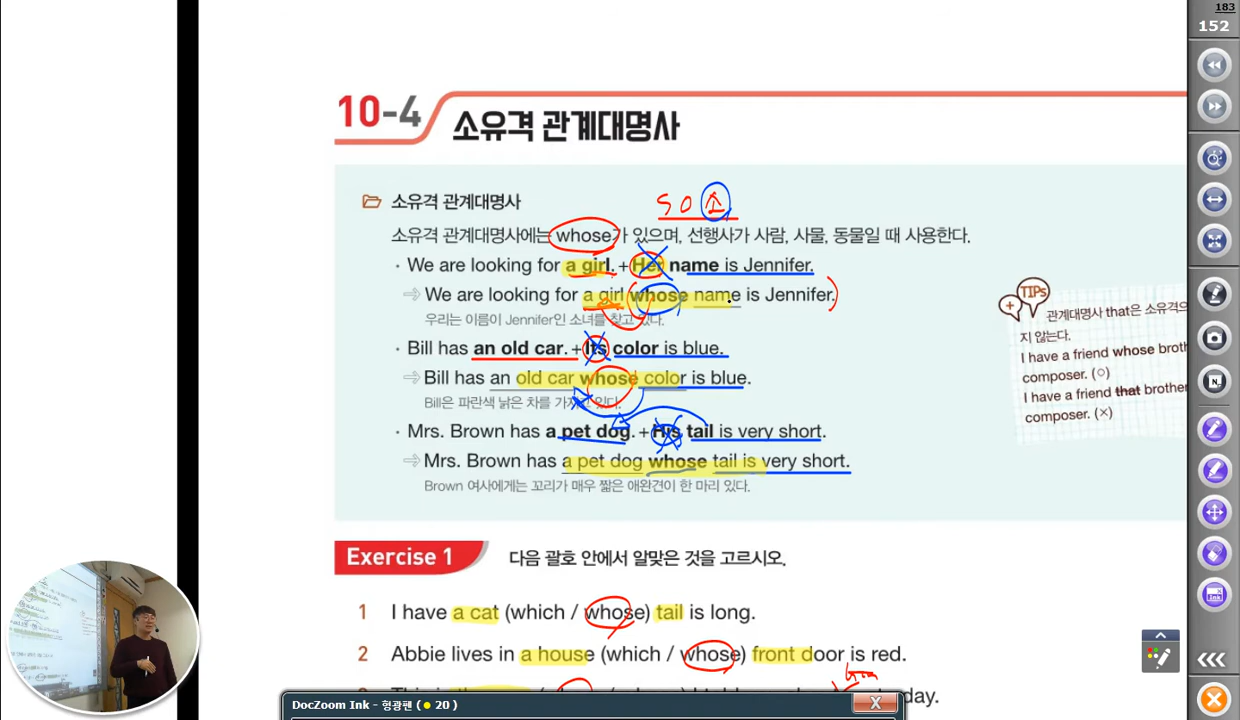 183
152
10-4 소유격 관계대명사
소유격 관계대명사
so 소
소유격 관계대명사에는 whose가 있으며, 선행사가 사람, 사물, 동물일 때 사용한다.
· We are looking for a girl. + Her name is Jennifer.
⇨ We are looking for a girl whose name is Jennifer.
우리는 이름이 Jennifer인 소녀를 찾고 있다.
· Bill has an old car. + Its color is blue.
⇨ Bill has an old car whose color is blue.
Bill은 파란색 낡은 차를 가지고 있다.
· Mrs. Brown has a pet dog. + His tail is very short.
⇨ Mrs. Brown has a pet dog whose tail is very short.
Brown 여사에게는 꼬리가 매우 짧은 애완견이 한 마리 있다.
TIPs
관계대명사 that은 소유격으
지 않는다.
I have a friend whose broth
composer. (○)
I have a friend that brother
composer. (×)
Exercise 1 다음 괄호 안에서 알맞은 것을 고르시오.
1 I have a cat (which / whose) tail is long.
2 Abbie lives in a house (which / whose) front door is red.
day.
DocZoom Ink - 형광펜 ( 20 )
X
N
ink